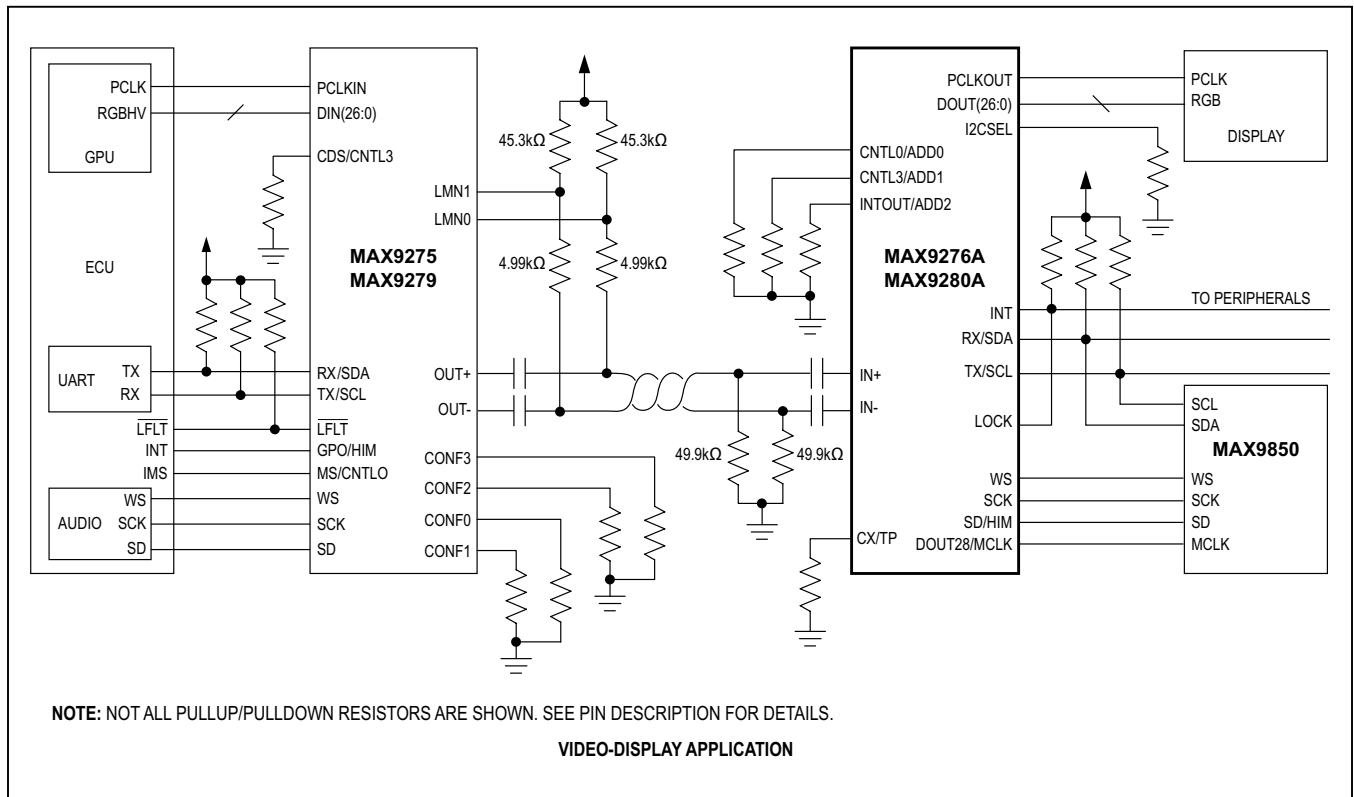 PCLK
RGBHV
GPU
ECU
UART
TX
RX
LFLT
INT
IMS
AUDIO
WS
SCK
SD
PCLKIN
DIN(26:0)
CDS/CNTL3
LMN1
LMN0
MAX9275
MAX9279
RX/SDA
TX/SCL
LFLT
GPO/HIM
MS/CNTLO
WS
SCK
SD
OUT+
OUT-
CONF3
CONF2
CONF0
CONF1
45.3kΩ
45.3kΩ
4.99kΩ
4.99kΩ
49.9kΩ
49.9kΩ
CNTL0/ADD0
CNTL3/ADD1
INTOUT/ADD2
MAX9276A
MAX9280A
IN+
IN-
CX/TP
PCLKOUT
DOUT(26:0)
I2CSEL
INT
RX/SDA
TX/SCL
LOCK
WS
SCK
SD/HIM
DOUT28/MCLK
PCLK
RGB
DISPLAY
TO PERIPHERALS
SCL
SDA
MAX9850
WS
SCK
SD
MCLK
NOTE: NOT ALL PULLUP/PULLDOWN RESISTORS ARE SHOWN. SEE PIN DESCRIPTION FOR DETAILS.
VIDEO-DISPLAY APPLICATION